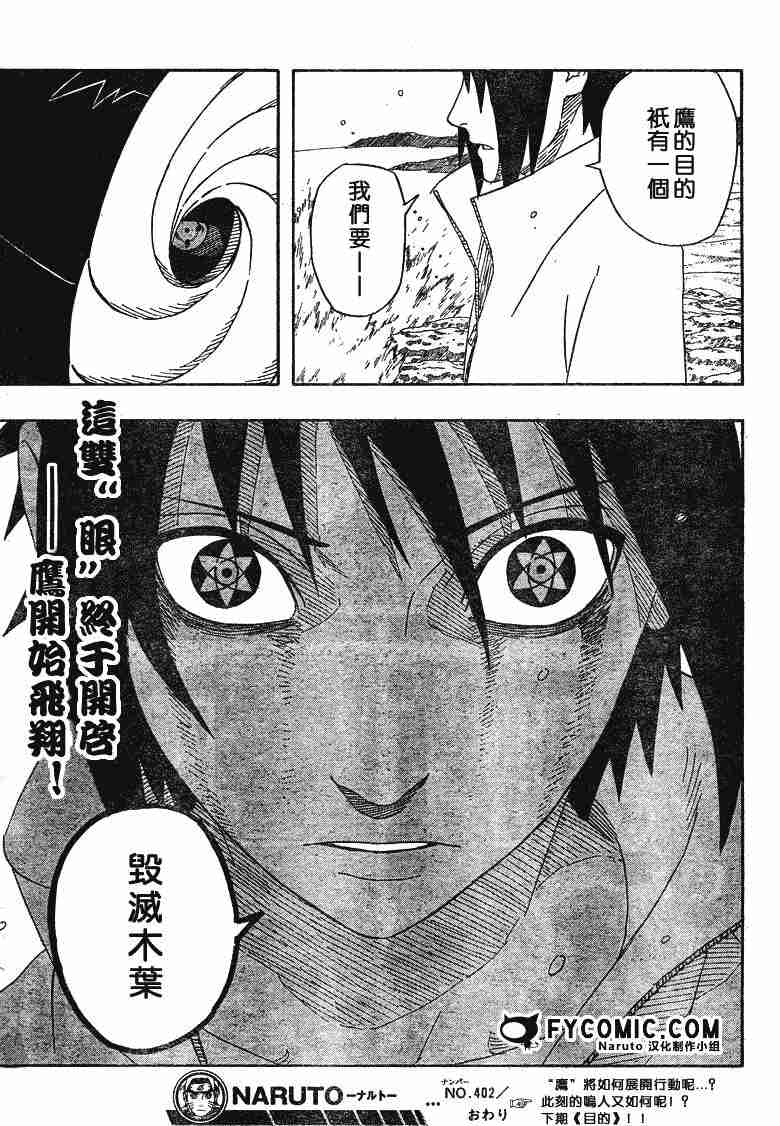 鷹的目的
衹有一個
我們要——
這雙“眼”終于開啓
——鷹開始飛翔！
毀滅木葉
FYCOMIC.COM
Naruto 汉化制作小组
NARUTO―ナルト―
ナンバー
NO.402／
…おわり
“鷹”將如何展開行動呢…？
☞此刻的鳴人又如何呢！？
下期《目的》！！